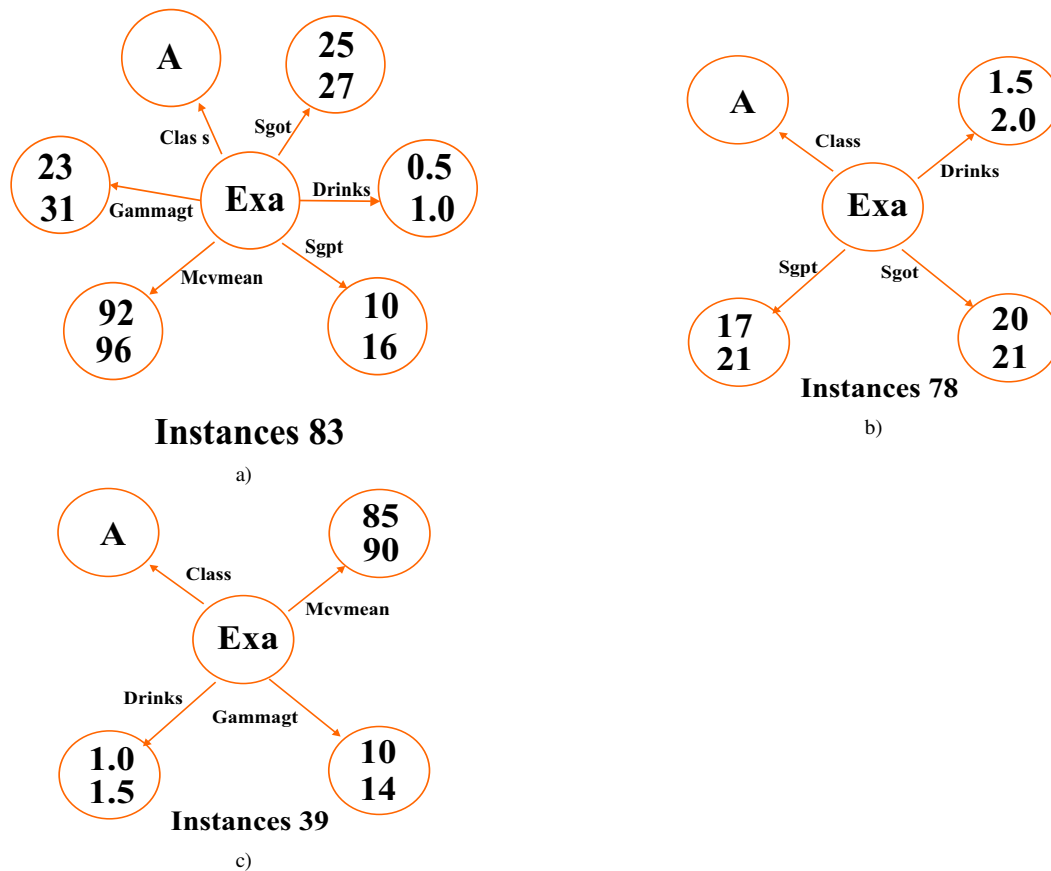 A
25
27
Clas s
Sgot
23
31
Gammagt
Exa
Drinks
0.5
1.0
Mcvmean
Sgpt
92
96
10
16
Instances 83
a)
A
1.5
2.0
Class
Drinks
Exa
Sgpt
Sgot
17
21
20
21
Instances 78
b)
A
85
90
Class
Mcvmean
Exa
Drinks
Gammagt
1.0
1.5
10
14
Instances 39
c)